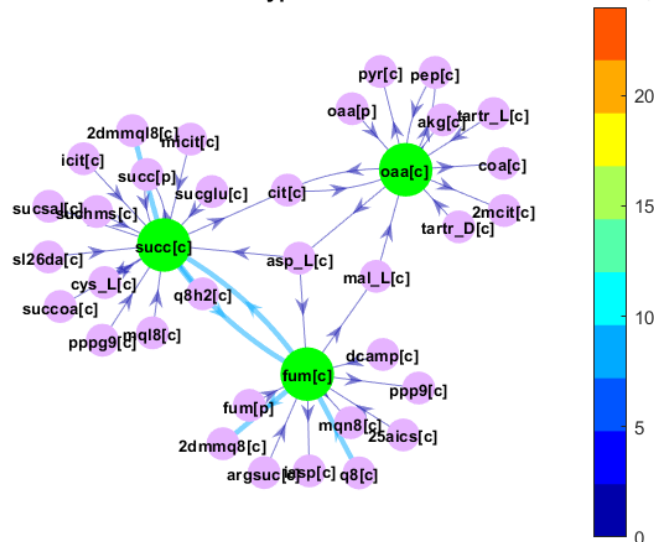 pyr[c]
pep[c]
oaa[p]
akg[c]
tartr_L[c]
2dmmql8[c]
micit[c]
icit[c]
succ[p]
oaa[c]
coa[c]
sucglu[c]
cit[c]
sucsal[c]
suchms[c]
2mcit[c]
tartr_D[c]
succ[c]
sl26da[c]
asp_L[c]
mal_L[c]
cys_L[c]
q8h2[c]
succoa[c]
pppg9[c]
mql8[c]
dcamp[c]
fum[c]
ppp9[c]
fum[p]
mqn8[c]
25aics[c]
2dmmq8[c]
argsuc[c]
q8[c]
20
15
10
5
0